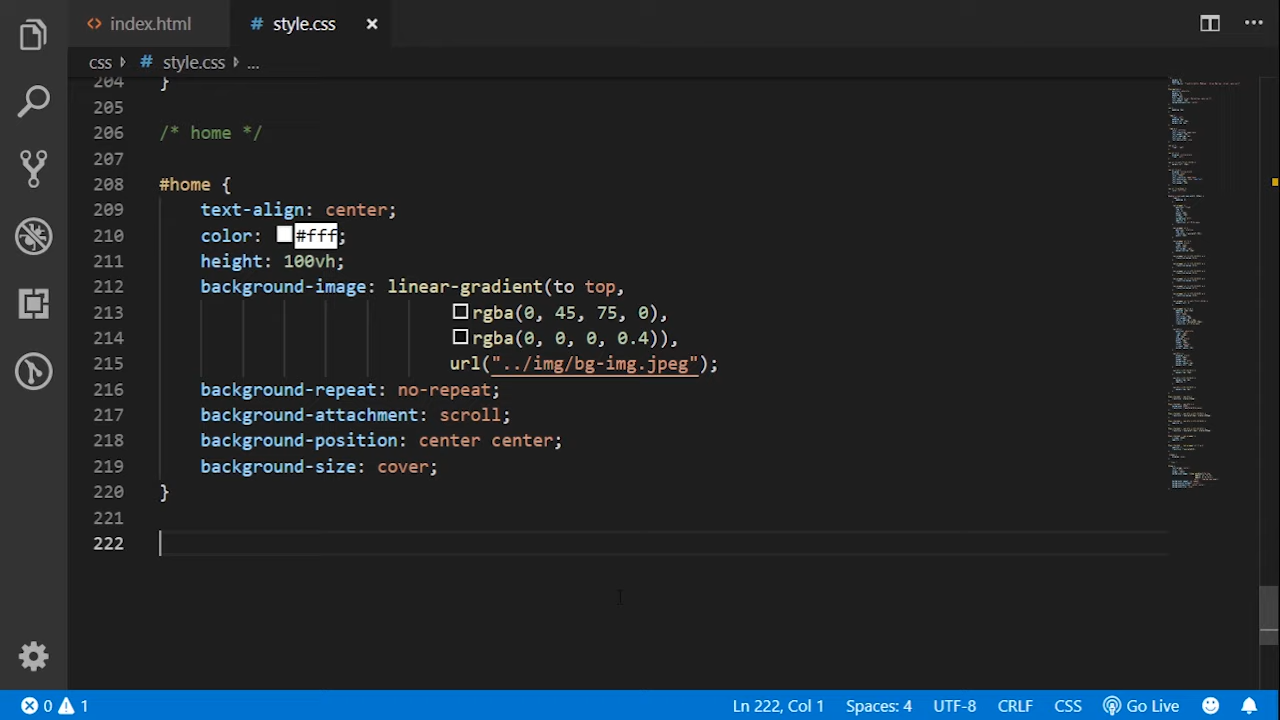 index.html
style.css
css
style.css
...
204
}
205
206
/* home */
207
208
#home {
209
text-align: center;
210
color: #fff;
211
height: 100vh;
212
background-image: linear-gradient(to top,
213
rgba(0, 45, 75, 0),
214
rgba(0, 0, 0, 0.4)),
215
url("../img/bg-img.jpeg");
216
background-repeat: no-repeat;
217
background-attachment: scroll;
218
background-position: center center;
219
background-size: cover;
220
}
221
222
0
1
Ln 222, Col 1
Spaces: 4
UTF-8
CRLF
CSS
Go Live